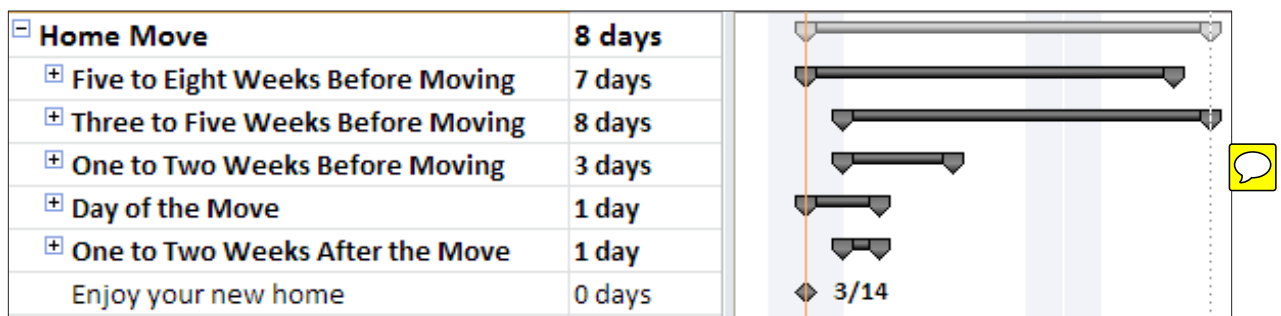 Home Move 8 days
Five to Eight Weeks Before Moving 7 days
Three to Five Weeks Before Moving 8 days
One to Two Weeks Before Moving 3 days
Day of the Move 1 day
One to Two Weeks After the Move 1 day
Enjoy your new home 0 days 3/14